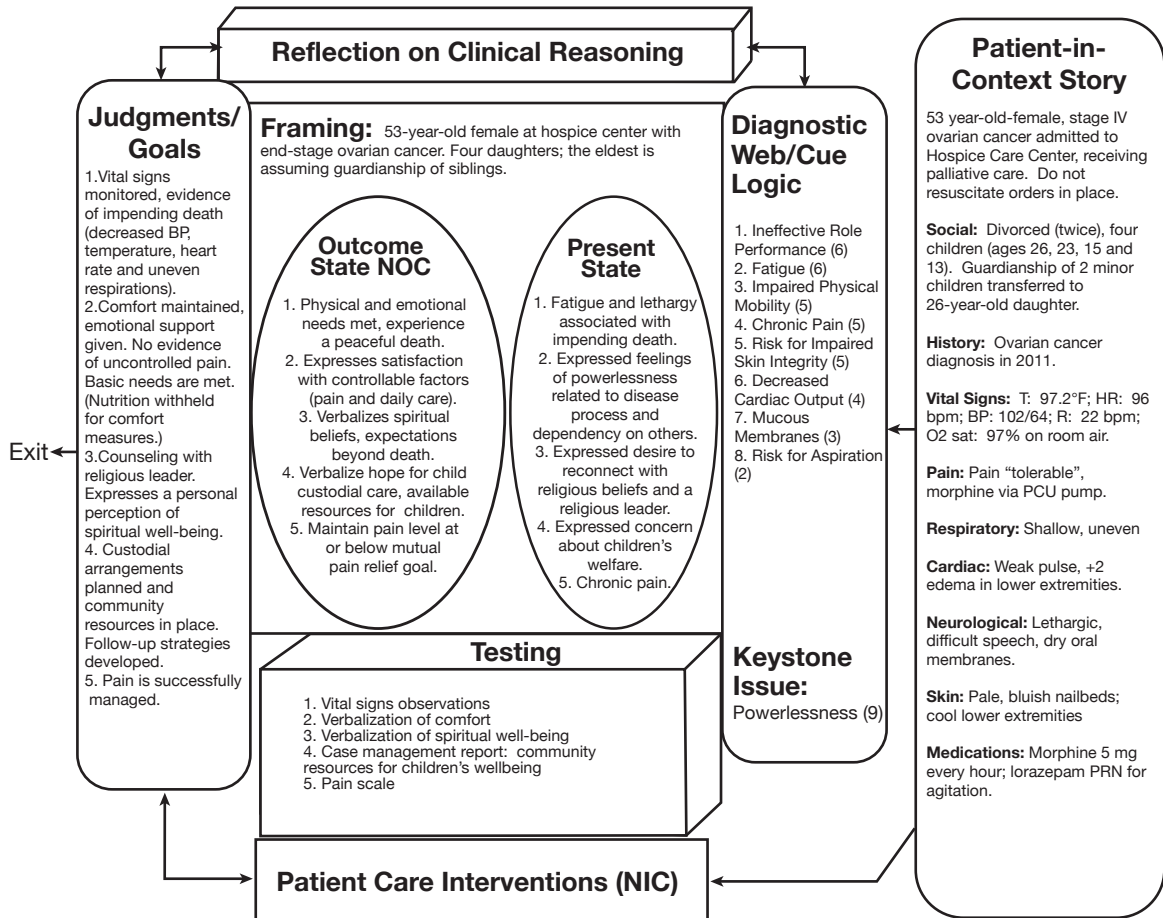 Reflection on Clinical Reasoning
Judgments/
Goals
1.Vital signs
monitored, evidence
of impending death
(decreased BP,
temperature, heart
rate and uneven
respirations).
2.Comfort maintained,
emotional support
given. No evidence
of uncontrolled pain.
Basic needs are met.
(Nutrition withheld
for comfort
measures.)
3.Counseling with
religious leader.
Expresses a personal
perception of
spiritual well-being.
4. Custodial
arrangements
planned and
community
resources in place.
Follow-up strategies
developed.
5. Pain is successfully
managed.
Exit
Framing: 53-year-old female at hospice center with
end-stage ovarian cancer. Four daughters; the eldest is
assuming guardianship of siblings.
Outcome
State NOC
1. Physical and emotional
needs met, experience
a peaceful death.
2. Expresses satisfaction
with controllable factors
(pain and daily care).
3. Verbalizes spiritual
beliefs, expectations
beyond death.
4. Verbalize hope for child
custodial care, available
resources for children.
5. Maintain pain level at
or below mutual
pain relief goal.
Present
State
1. Fatigue and lethargy
associated with
impending death.
2. Expressed feelings
of powerlessness
related to disease
process and
dependency on others.
3. Expressed desire to
reconnect with
religious beliefs and a
religious leader.
4. Expressed concern
about children's
welfare.
5. Chronic pain.
Testing
1. Vital signs observations
2. Verbalization of comfort
3. Verbalization of spiritual well-being
4. Case management report: community
resources for children's wellbeing
5. Pain scale
Patient Care Interventions (NIC)
Diagnostic
Web/Cue
Logic
1. Ineffective Role
Performance (6)
2. Fatigue (6)
3. Impaired Physical
Mobility (5)
4. Chronic Pain (5)
5. Risk for Impaired
Skin Integrity (5)
6. Decreased
Cardiac Output (4)
7. Mucous
Membranes (3)
8. Risk for Aspiration
(2)
Keystone
Issue:
Powerlessness (9)
Patient-in-
Context Story
53 year-old-female, stage IV
ovarian cancer admitted to
Hospice Care Center, receiving
palliative care. Do not
resuscitate orders in place.
Social: Divorced (twice), four
children (ages 26, 23, 15 and
13). Guardianship of 2 minor
children transferred to
26-year-old daughter.
History: Ovarian cancer
diagnosis in 2011.
Vital Signs: T: 97.2°F; HR: 96
bpm; BP: 102/64; R: 22 bpm;
O2 sat: 97% on room air.
Pain: Pain "tolerable",
morphine via PCU pump.
Respiratory: Shallow, uneven
Cardiac: Weak pulse, +2
edema in lower extremities.
Neurological: Lethargic,
difficult speech, dry oral
membranes.
Skin: Pale, bluish nailbeds;
cool lower extremities
Medications: Morphine 5 mg
every hour; lorazepam PRN for
agitation.